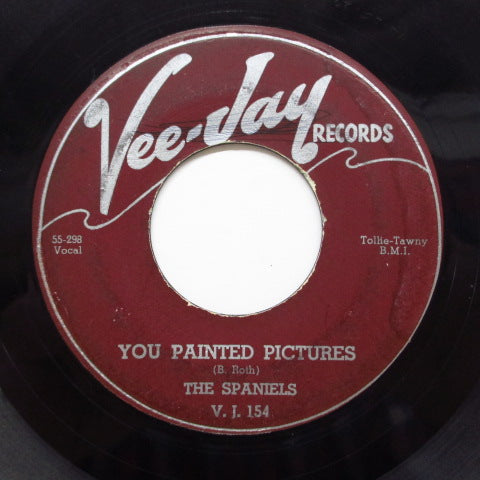 Vee-Jay
RECORDS
55-298
Vocal
Tollie-Tawny
B.M.I.
YOU PAINTED PICTURES
(B. Roth)
THE SPANIELS
V. J. 154